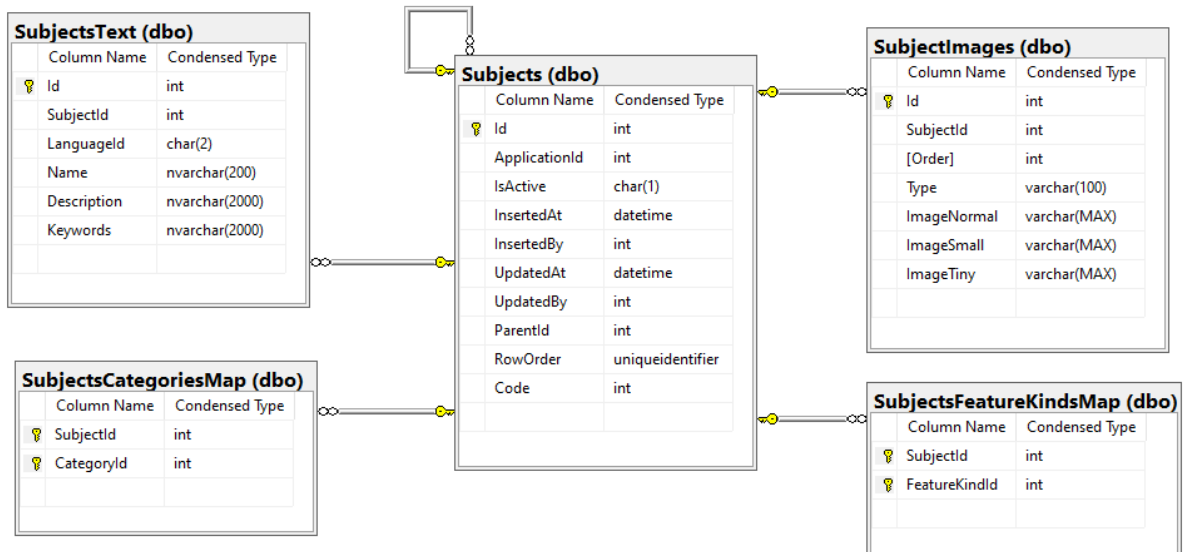 SubjectsText (dbo)
Column Name Condensed Type
Id int
SubjectId int
LanguageId char(2)
Name nvarchar(200)
Description nvarchar(2000)
Keywords nvarchar(2000)
SubjectsCategoriesMap (dbo)
Column Name Condensed Type
SubjectId int
CategoryId int
Subjects (dbo)
Column Name Condensed Type
Id int
ApplicationId int
IsActive char(1)
InsertedAt datetime
InsertedBy int
UpdatedAt datetime
UpdatedBy int
ParentId int
RowOrder uniqueidentifier
Code int
SubjectImages (dbo)
Column Name Condensed Type
Id int
SubjectId int
[Order] int
Type varchar(100)
ImageNormal varchar(MAX)
ImageSmall varchar(MAX)
ImageTiny varchar(MAX)
SubjectsFeatureKindsMap (dbo)
Column Name Condensed Type
SubjectId int
FeatureKindId int